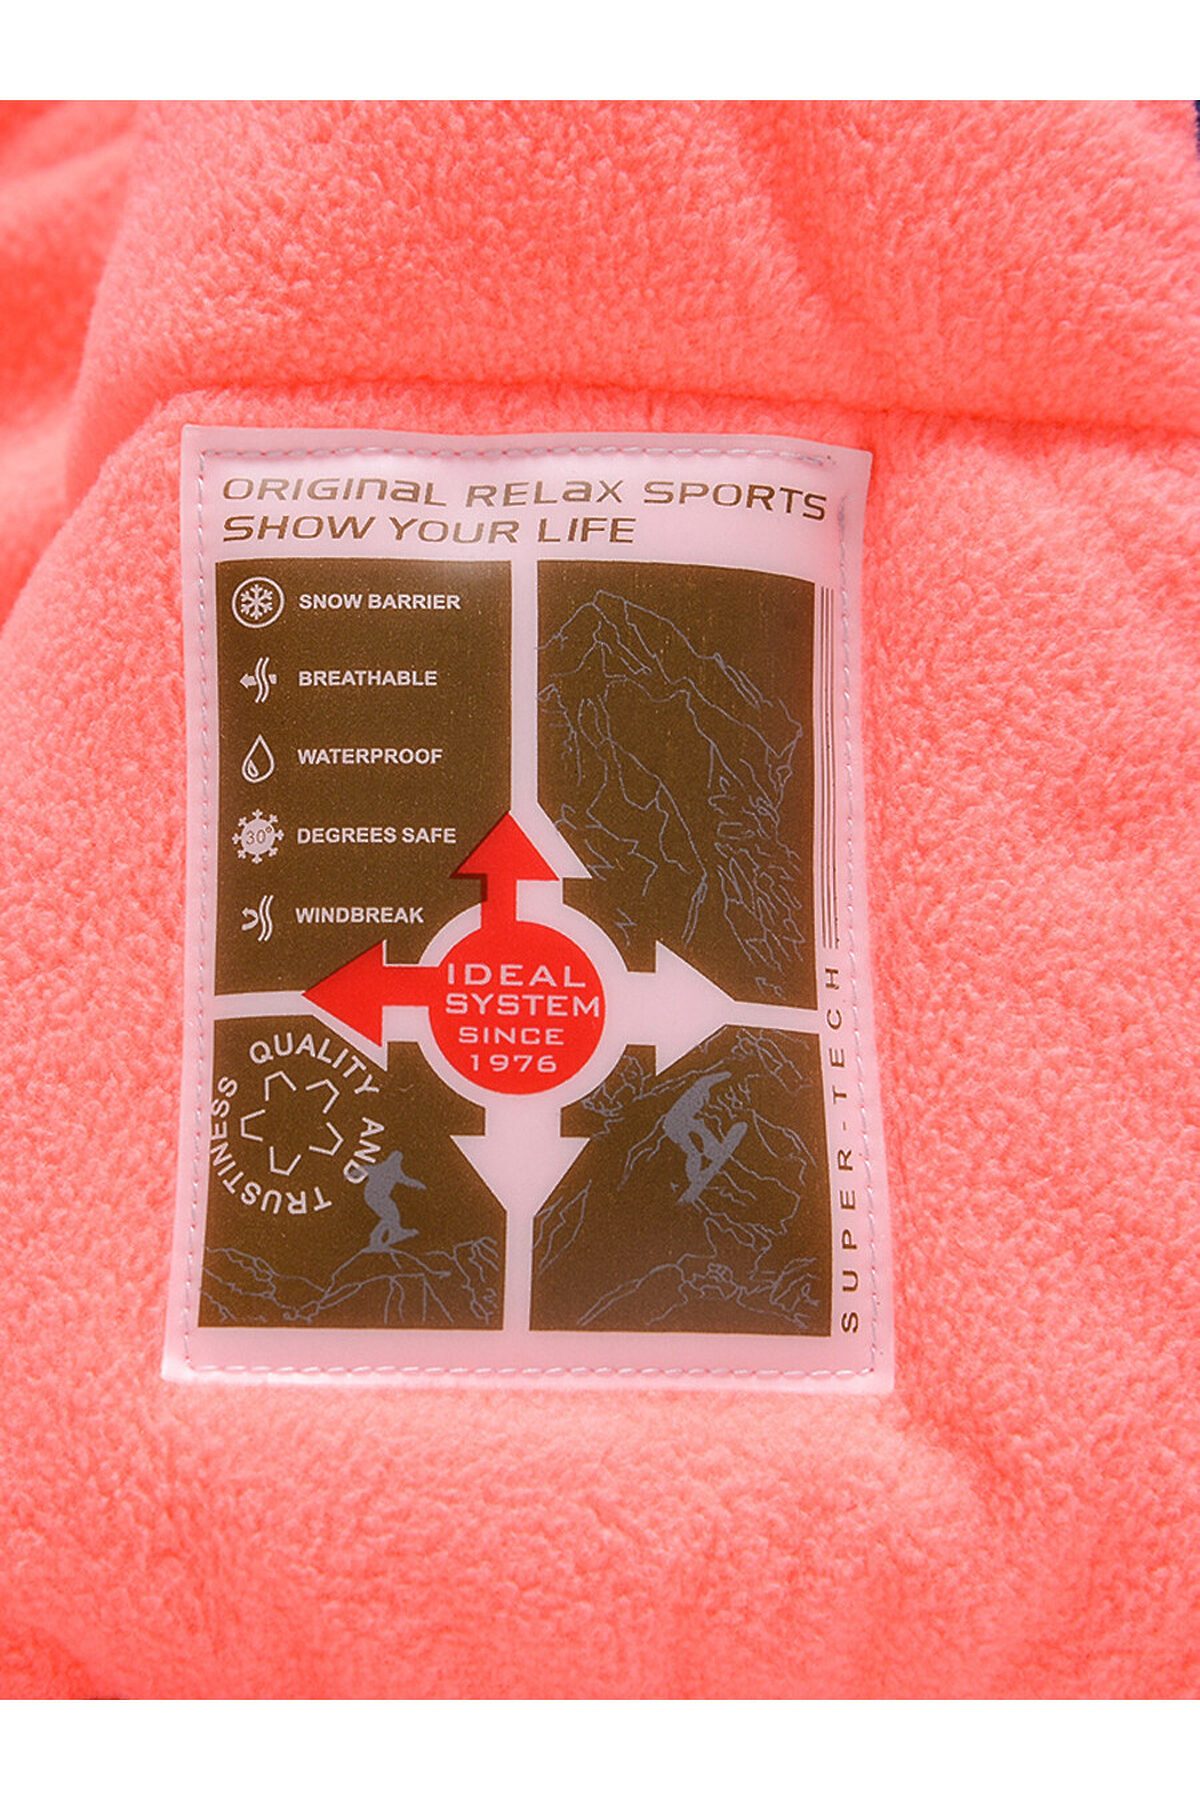 ORIGINAL RELAX SPORTS
SHOW YOUR LIFE
SNOW BARRIER
BREATHABLE
WATERPROOF
30° DEGREES SAFE
WINDBREAK
IDEAL
SYSTEM
SINCE
1976
QUALITY AND TRUSTINESS
SUPER-TECH